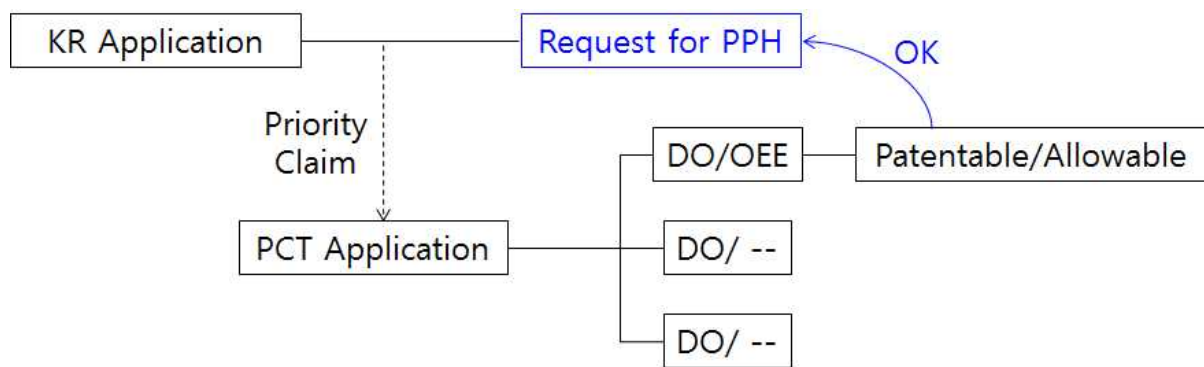 KR Application
Request for PPH
OK
Priority
Claim
DO/OEE
Patentable/Allowable
PCT Application
DO/ --
DO/ --